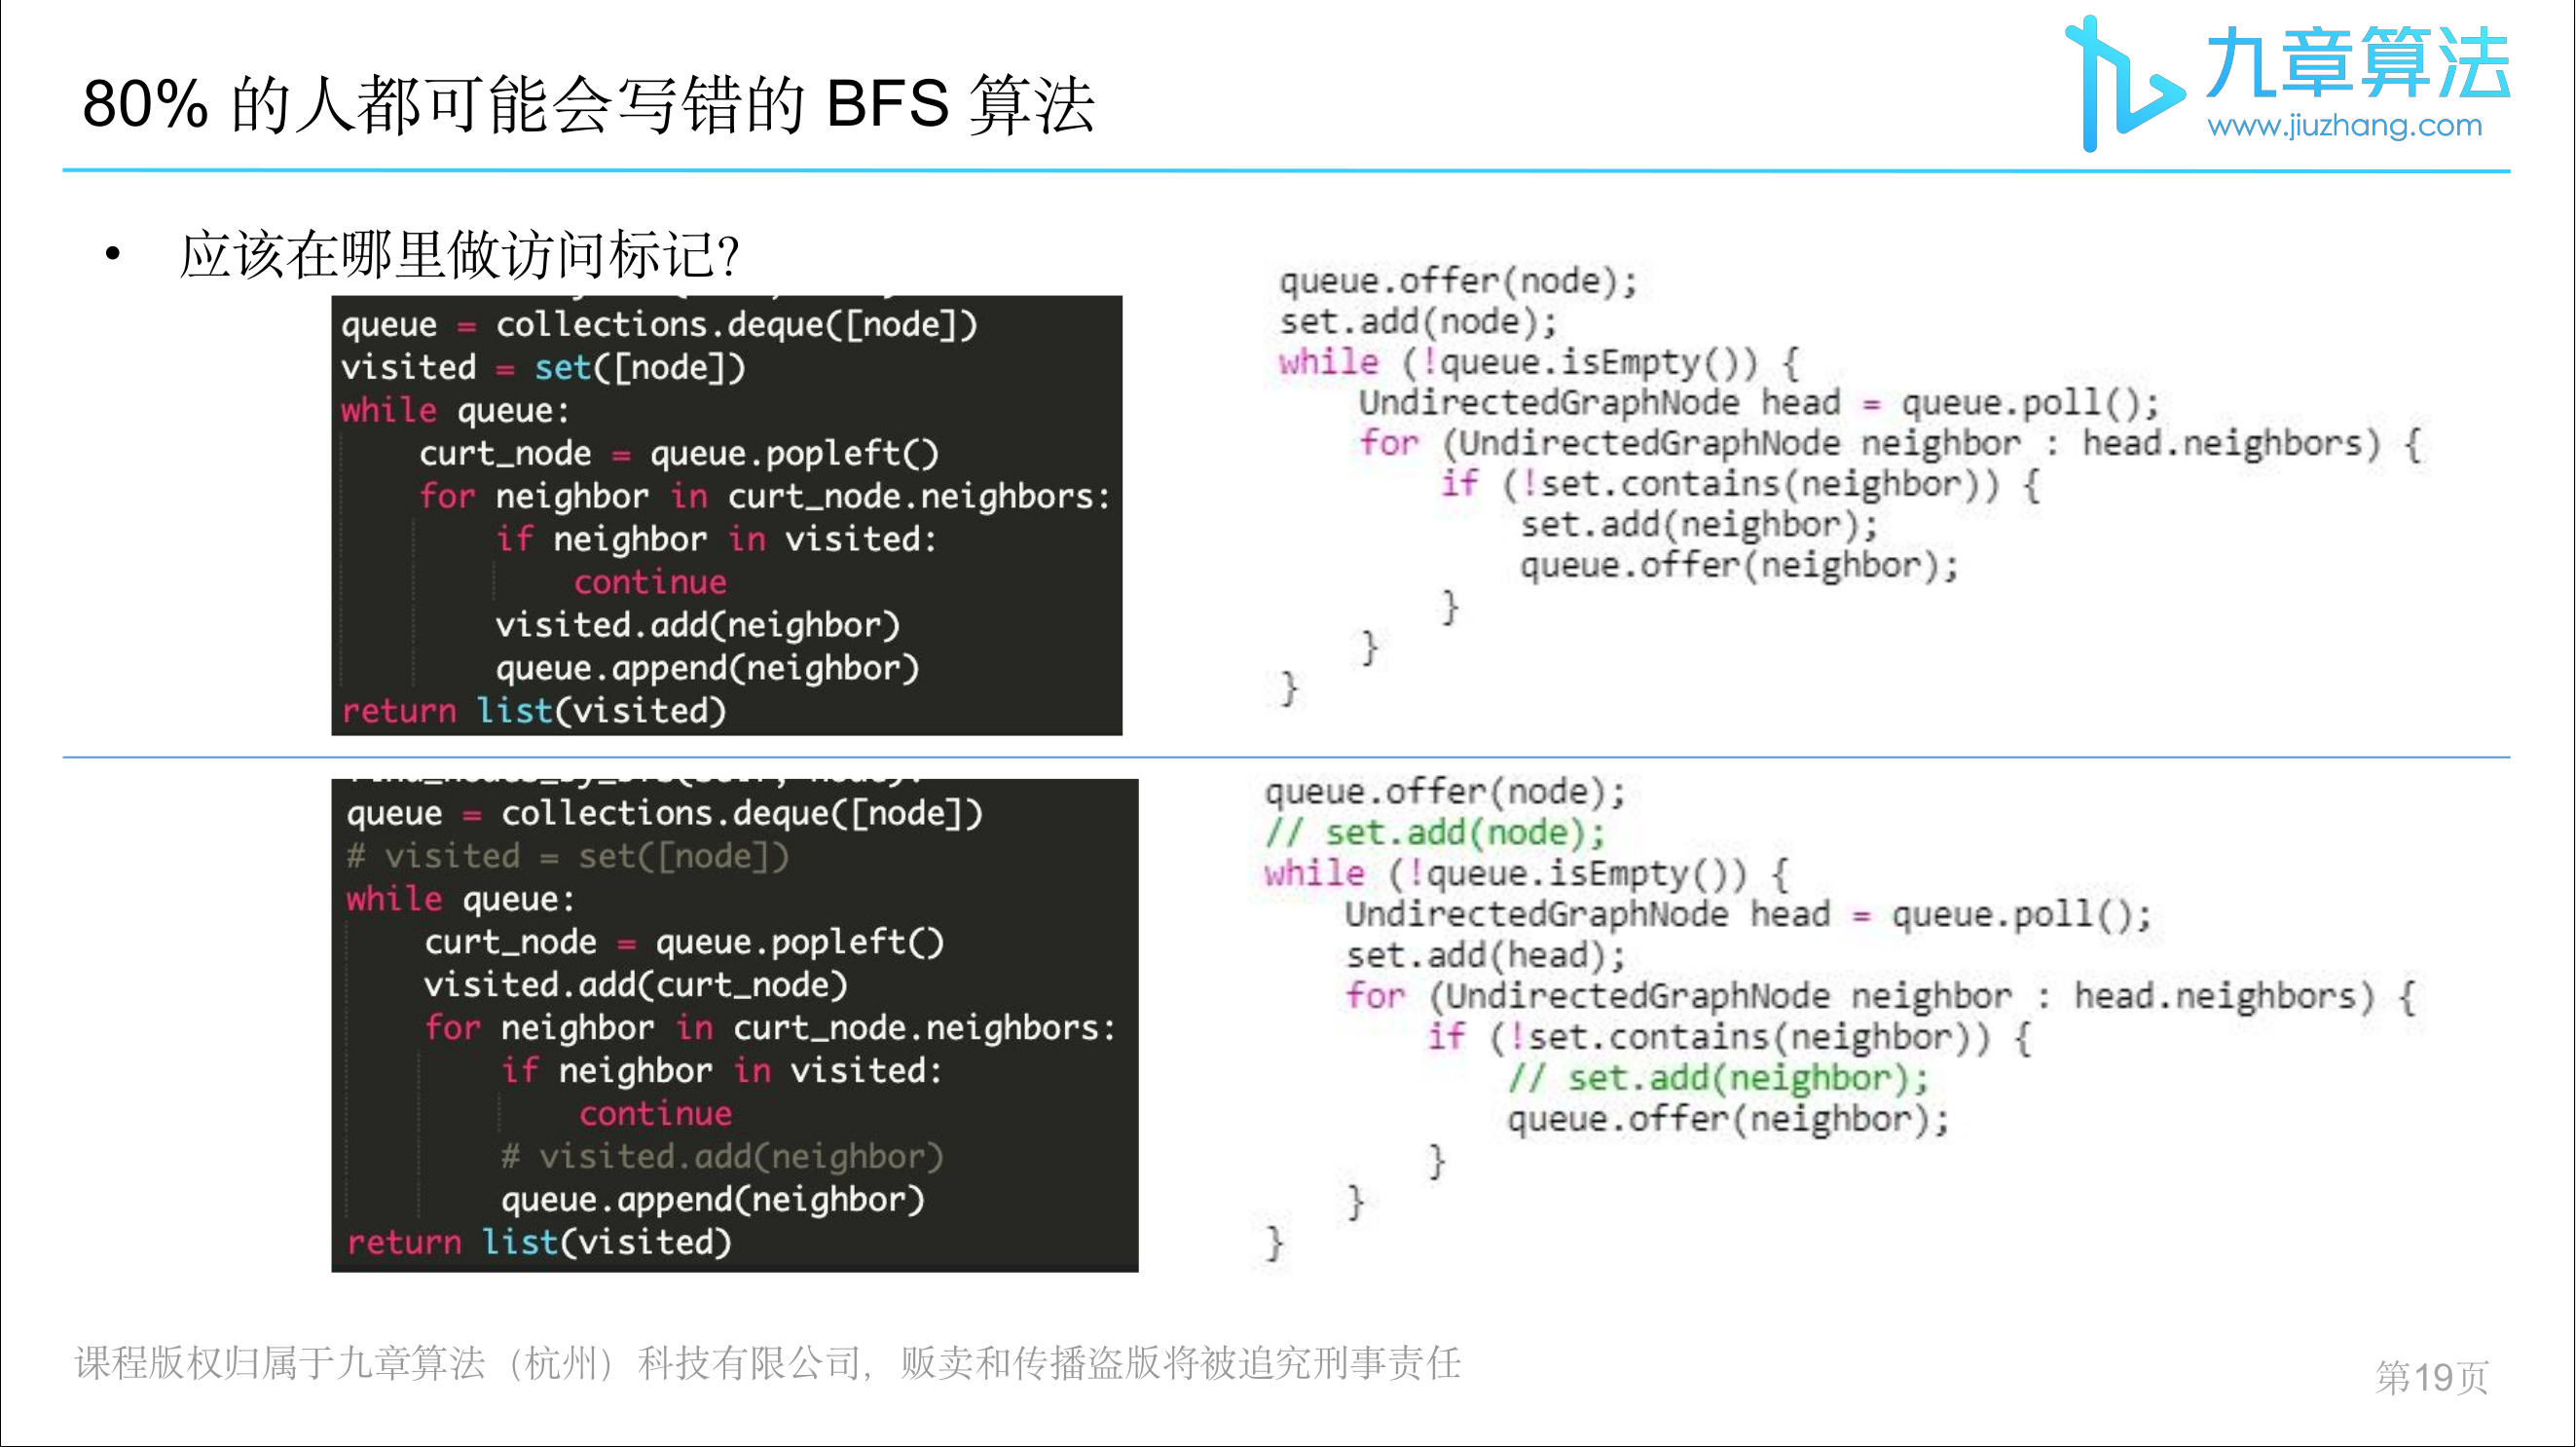 80% 的人都可能会写错的 BFS 算法
九章算法
www.jiuzhang.com
• 应该在哪里做访问标记?
queue = collections.deque([node])
visited = set([node])
while queue:
    curt_node = queue.popleft()
    for neighbor in curt_node.neighbors:
        if neighbor in visited:
            continue
        visited.add(neighbor)
        queue.append(neighbor)
return list(visited)
queue.offer(node);
set.add(node);
while (!queue.isEmpty()) {
    UndirectedGraphNode head = queue.poll();
    for (UndirectedGraphNode neighbor : head.neighbors) {
        if (!set.contains(neighbor)) {
            set.add(neighbor);
            queue.offer(neighbor);
        }
    }
}
queue = collections.deque([node])
# visited = set([node])
while queue:
    curt_node = queue.popleft()
    visited.add(curt_node)
    for neighbor in curt_node.neighbors:
        if neighbor in visited:
            continue
        # visited.add(neighbor)
        queue.append(neighbor)
return list(visited)
queue.offer(node);
// set.add(node);
while (!queue.isEmpty()) {
    UndirectedGraphNode head = queue.poll();
    set.add(head);
    for (UndirectedGraphNode neighbor : head.neighbors) {
        if (!set.contains(neighbor)) {
            // set.add(neighbor);
            queue.offer(neighbor);
        }
    }
}
课程版权归属于九章算法（杭州）科技有限公司，贩卖和传播盗版将被追究刑事责任
第19页